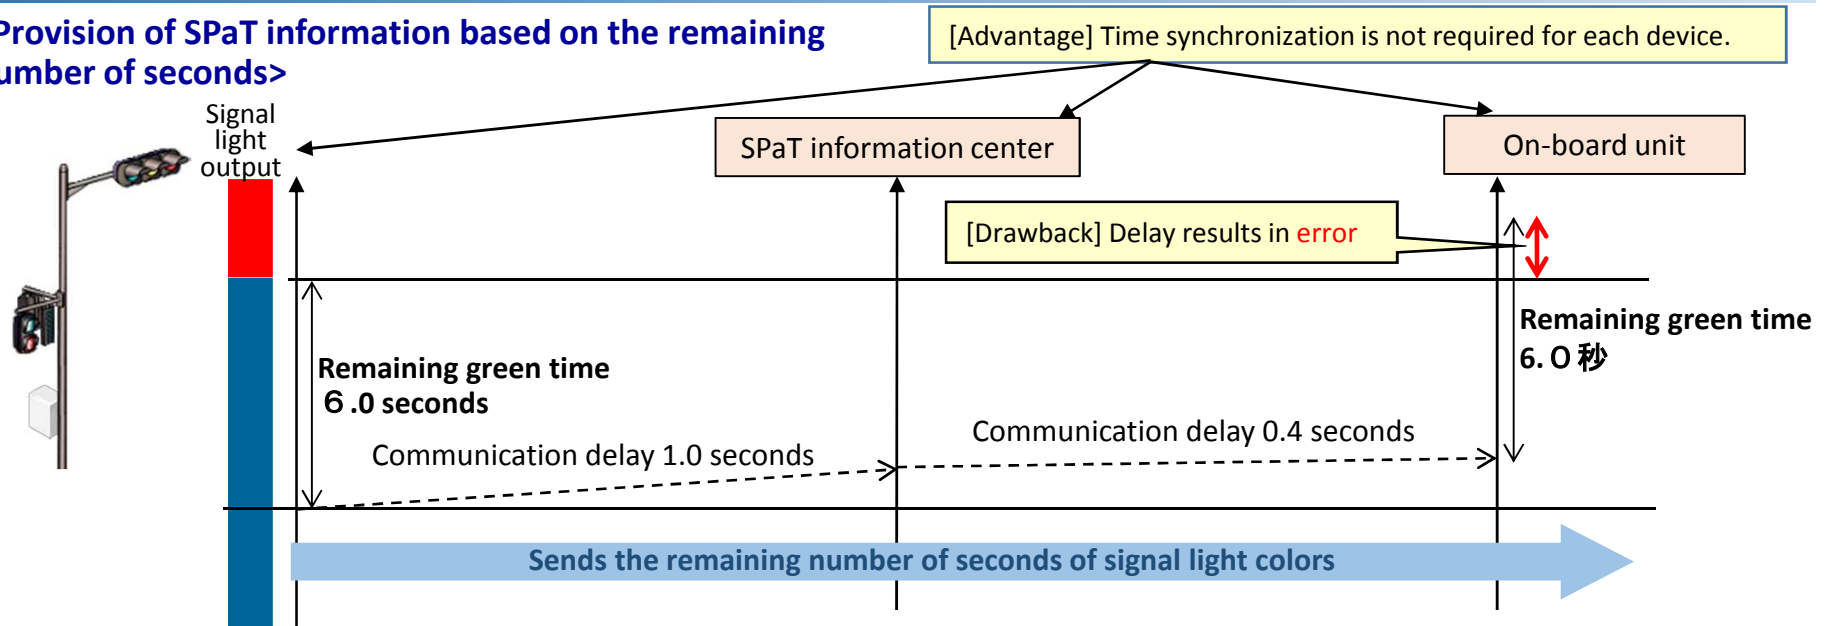 Provision of SPaT information based on the remaining
umber of seconds>
[Advantage] Time synchronization is not required for each device.
Signal
light
output
SPaT information center
On-board unit
[Drawback] Delay results in error
Remaining green time
6.0秒
Remaining green time
６.0 seconds
Communication delay 1.0 seconds
Communication delay 0.4 seconds
Sends the remaining number of seconds of signal light colors